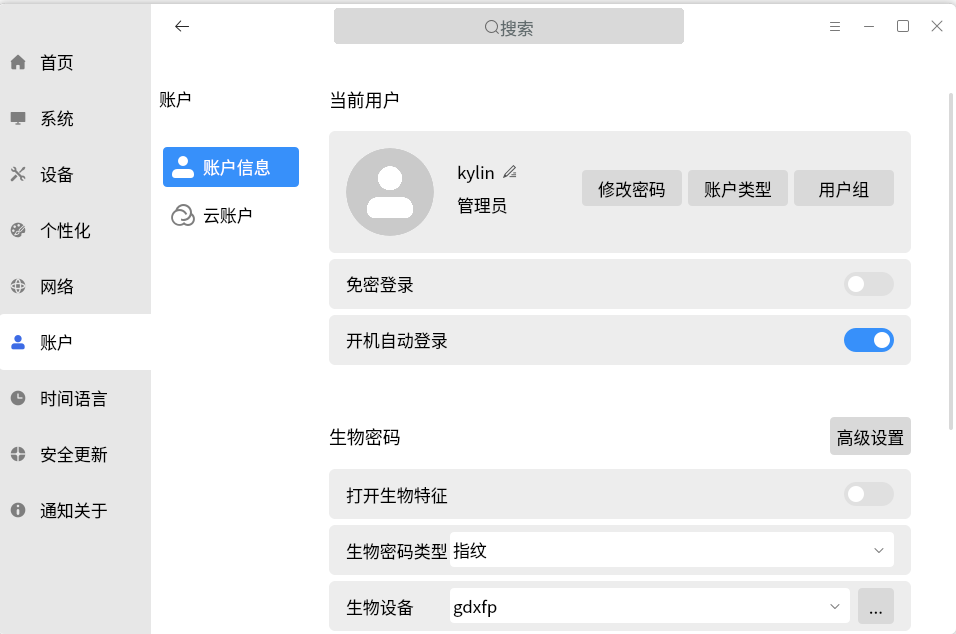 搜索
首页
系统
设备
个性化
网络
账户
时间语言
安全更新
通知关于
账户
账户信息
云账户
当前用户
kylin
管理员
修改密码
账户类型
用户组
免密登录
开机自动登录
生物密码
高级设置
打开生物特征
生物密码类型 指纹
生物设备 gdxfp ...